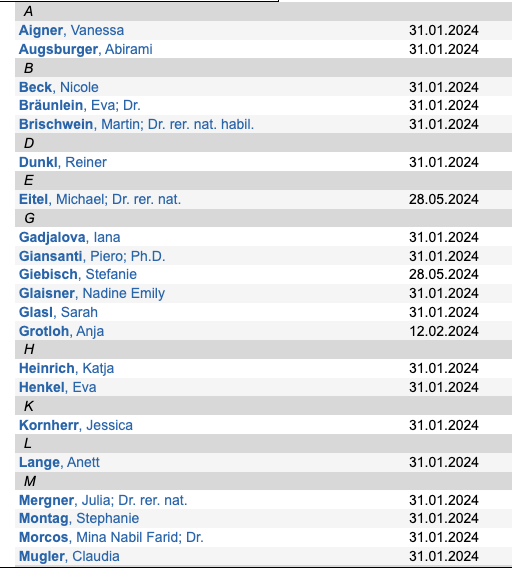 A
Aigner, Vanessa 31.01.2024
Augsburger, Abirami 31.01.2024
B
Beck, Nicole 31.01.2024
Bräunlein, Eva; Dr. 31.01.2024
Brischwein, Martin; Dr. rer. nat. habil. 31.01.2024
D
Dunkl, Reiner 31.01.2024
E
Eitel, Michael; Dr. rer. nat. 28.05.2024
G
Gadjalova, Iana 31.01.2024
Giansanti, Piero; Ph.D. 31.01.2024
Giebisch, Stefanie 28.05.2024
Glaisner, Nadine Emily 31.01.2024
Glasl, Sarah 31.01.2024
Grotloh, Anja 12.02.2024
H
Heinrich, Katja 31.01.2024
Henkel, Eva 31.01.2024
K
Kornherr, Jessica 31.01.2024
L
Lange, Anett 31.01.2024
M
Mergner, Julia; Dr. rer. nat. 31.01.2024
Montag, Stephanie 31.01.2024
Morcos, Mina Nabil Farid; Dr. 31.01.2024
Mugler, Claudia 31.01.2024